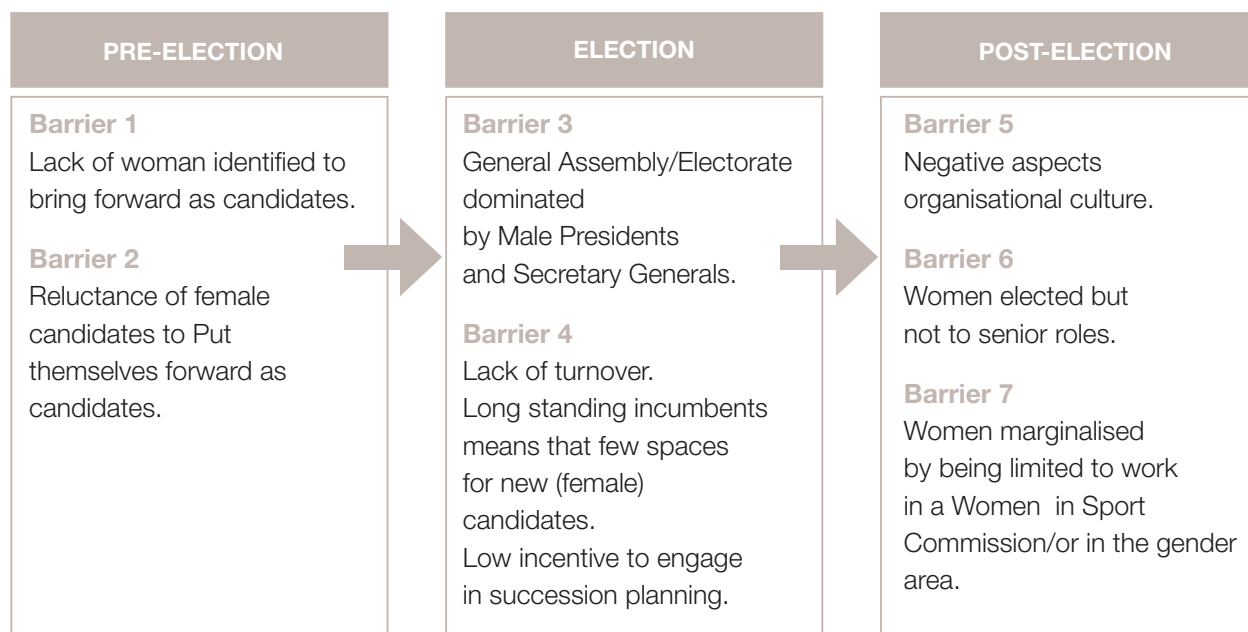 PRE-ELECTION
Barrier 1
Lack of woman identified to
bring forward as candidates.
Barrier 2
Reluctance of female
candidates to Put
themselves forward as
candidates.
ELECTION
Barrier 3
General Assembly/Electorate
dominated
by Male Presidents
and Secretary Generals.
Barrier 4
Lack of turnover.
Long standing incumbents
means that few spaces
for new (female)
candidates.
Low incentive to engage
in succession planning.
POST-ELECTION
Barrier 5
Negative aspects
organisational culture.
Barrier 6
Women elected but
not to senior roles.
Barrier 7
Women marginalised
by being limited to work
in a Women  in Sport
Commission/or in the gender
area.